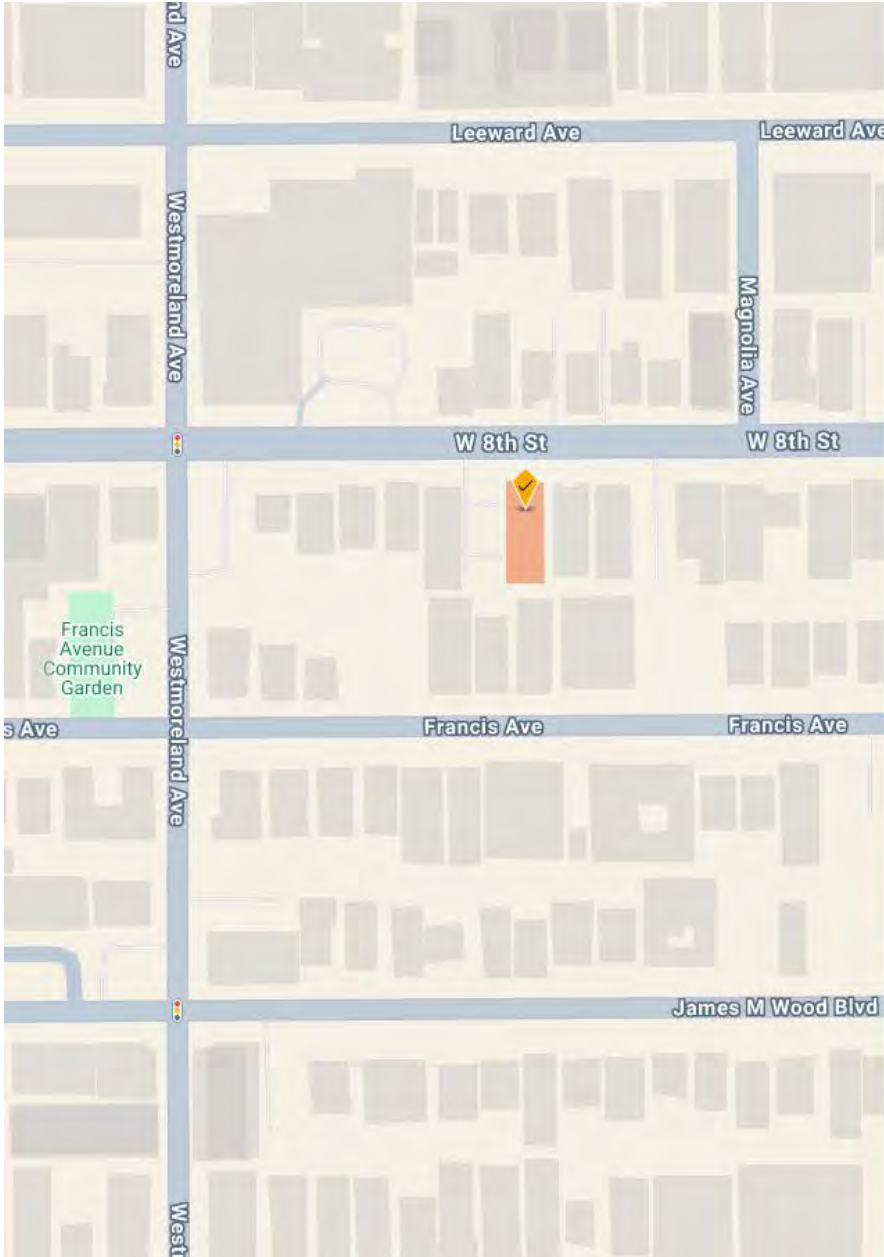 nd Ave
Leeward Ave
Leeward Ave
Westmoreland Ave
Magnolia Ave
W 8th St
W 8th St
Francis
Avenue
Community
Garden
Westmoreland Ave
s Ave
Francis Ave
Francis Ave
James M Wood Blvd
West